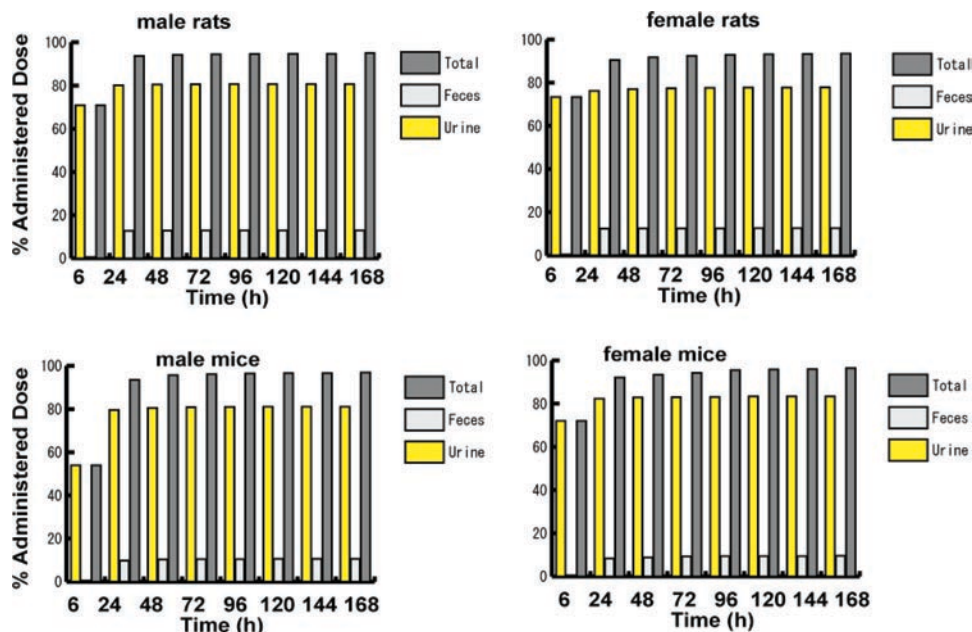 male rats
% Administered Dose
100
80
60
40
20
0
6 24 48 72 96 120 144 168
Time (h)
Total
Feces
Urine
female rats
100
80
60
40
20
0
6 24 48 72 96 120 144 168
Time (h)
Total
Feces
Urine
male mice
% Administered Dose
100
80
60
40
20
0
6 24 48 72 96 120 144 168
Time (h)
Total
Feces
Urine
female mice
100
80
60
40
20
0
6 24 48 72 96 120 144 168
Time (h)
Total
Feces
Urine